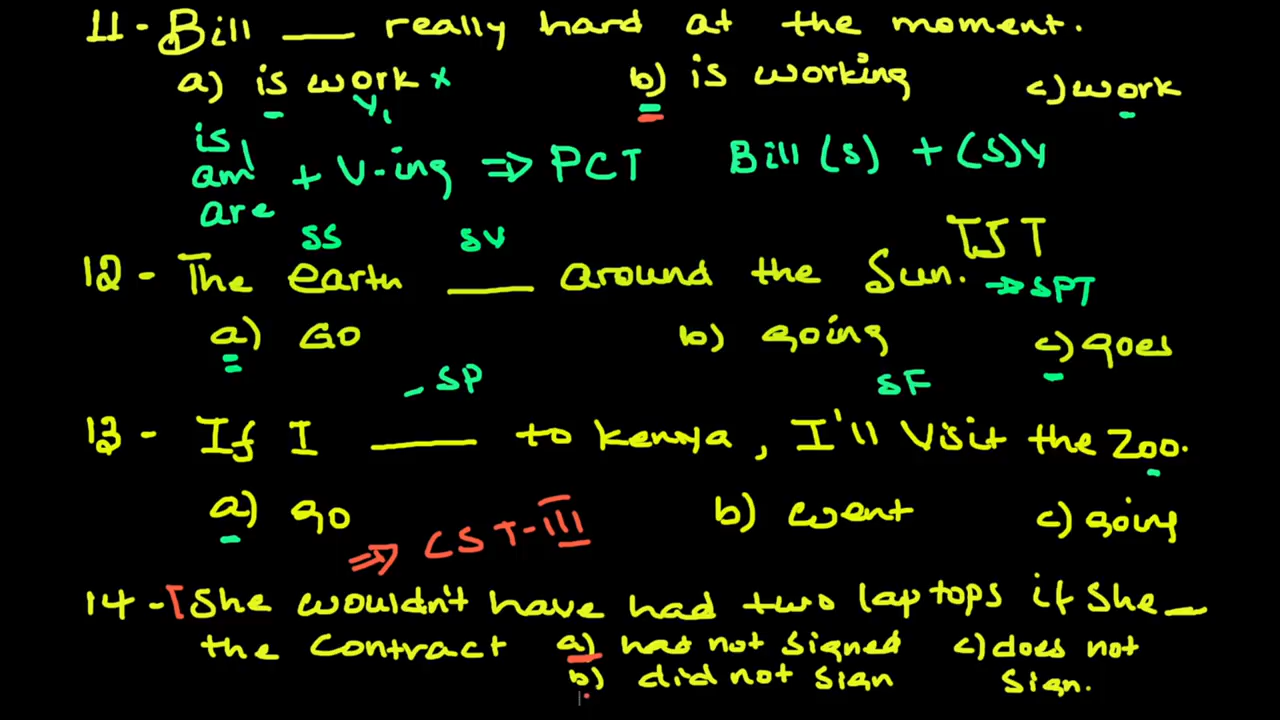 11 - Bill ___ really hard at the moment.
a) is work x b) is working c) work
V1
is
am + V-ing ⇒ PCT Bill (s) + (s)V
are
SS SV TST
12 - The earth ___ around the Sun. → SPT
a) Go b) going c) goes
- SP SF
13 - If I ___ to Kenya, I'll visit the Zoo.
a) go b) went c) going
⇒ CST-III
14 - [She wouldn't have had two laptops if she _
the contract a) had not signed c) does not
b) did not sign sign.